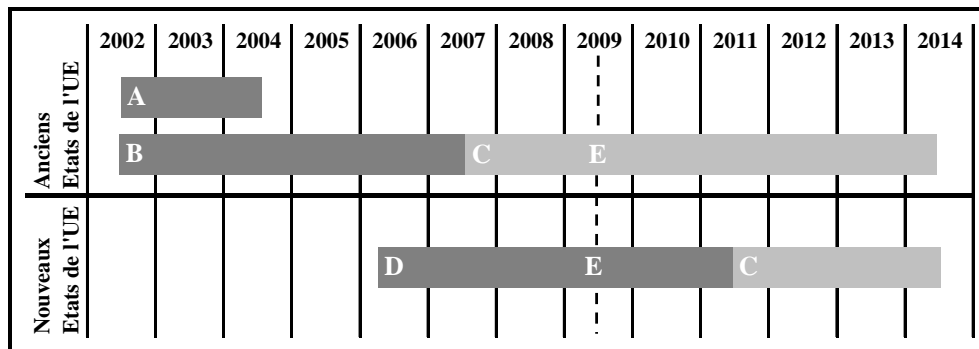 2002 2003 2004 2005 2006 2007 2008 2009 2010 2011 2012 2013 2014
Anciens
Etats de l'UE
A
B C E
Nouveaux
Etats de l'UE
D E C